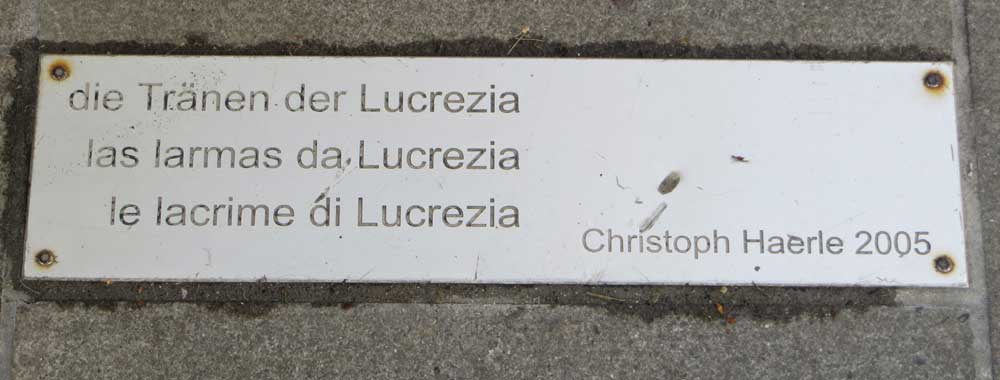 die Tränen der Lucrezia
las larmas da Lucrezia
le lacrime di Lucrezia
Christoph Haerle 2005